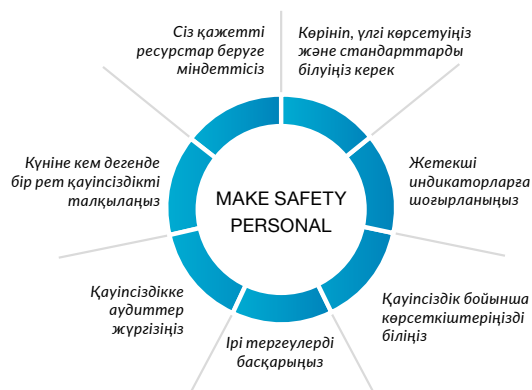 Сіз қажетті
ресурстар беруге
міндеттісіз
Көрініп, үлгі көрсетуіңіз
және стандарттарды
білуіңіз керек
Күніне кем дегенде
бір рет қауіпсіздікті
талқылаңыз
MAKE SAFETY
PERSONAL
Жетекші
индикаторларға
шоғырланыңыз
Қауіпсіздікке
аудиттер
жүргізіңіз
Ірі тергеулерді
басқарыңыз
Қауіпсіздік бойынша
көрсеткіштеріңізді
біліңіз